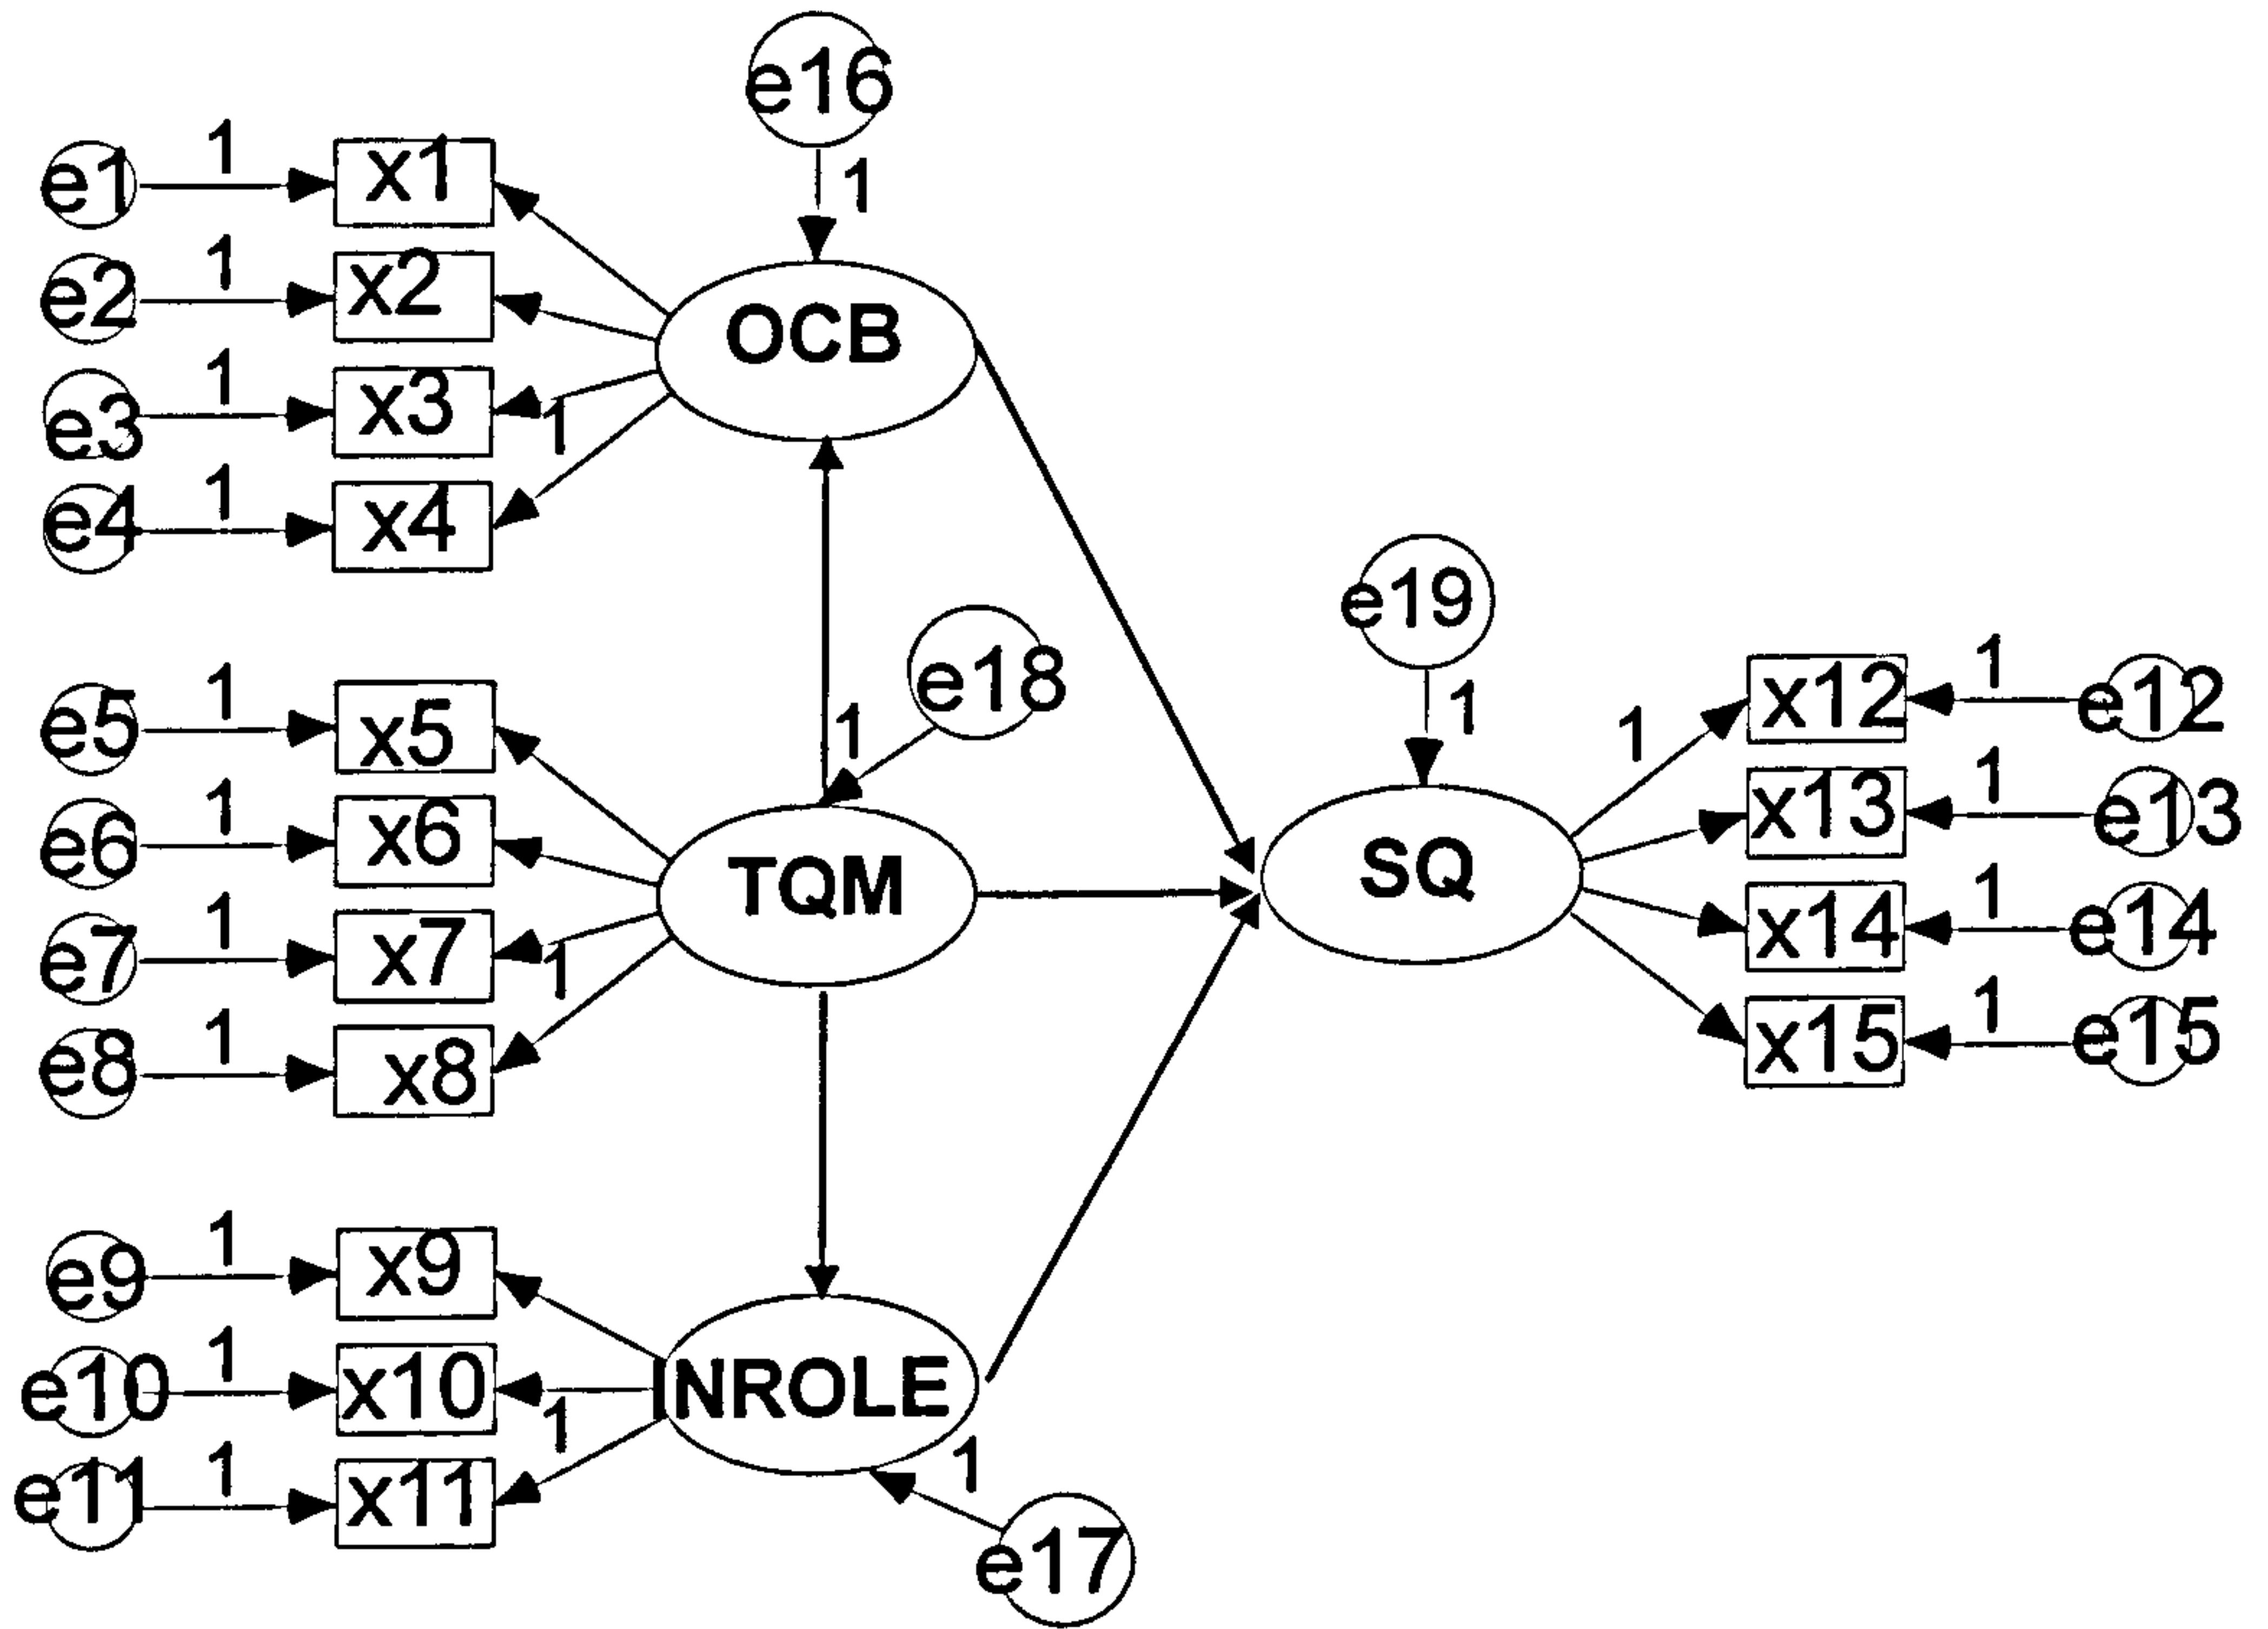 e16
1
e1 1 x1
e2 1 x2
OCB
e3 1 x3
1
e4 1 x4
e19
e18
1
1
e5 1 x5
1 x12 1 e12
e6 1 x6
x13 1 e13
TQM
SQ
e7 1 x7
1
x14 1 e14
e8 1 x8
x15 1 e15
e9 1 x9
e10 1 x10
INROLE
1
e11 1 x11
1
e17